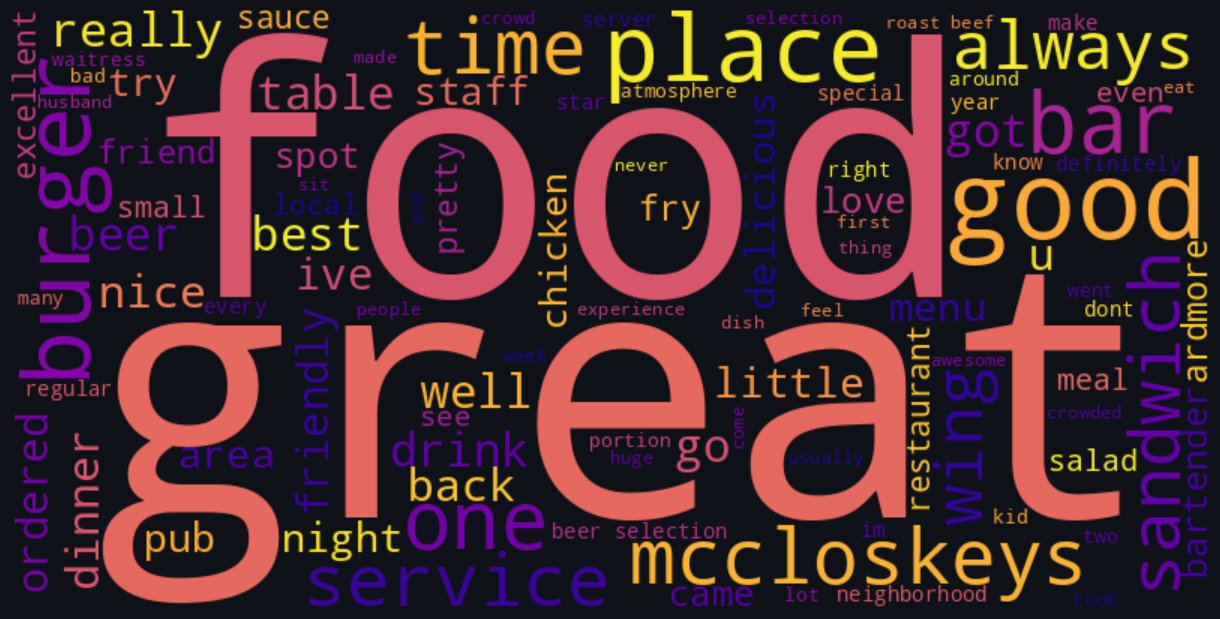 excellent
really
sauce
crowd
server
selection
roast beef
make
waitress
made
time
place
always
bad
try
table
staff
atmosphere
star
special
around
year
even
eat
husband
burger
friend
spot
pretty
food
delicious
never
right
got
bar
know
definitely
sit
local
end
small
beer
best
chicken
fry
love
first
thing
good
u
ive
many
nice
every
people
experience
feel
menu
went
dont
ardmore
sandwich
dish
friendly
week
great
restaurant
awesome
regular
well
little
wing
meal
see
come
crowded
ordered
dinner
area
drink
portion
huge
go
usually
salad
bartender
back
pub
night
one
beer selection
im
kid
two
service
mccloskeys
came
lot
neighborhood
took